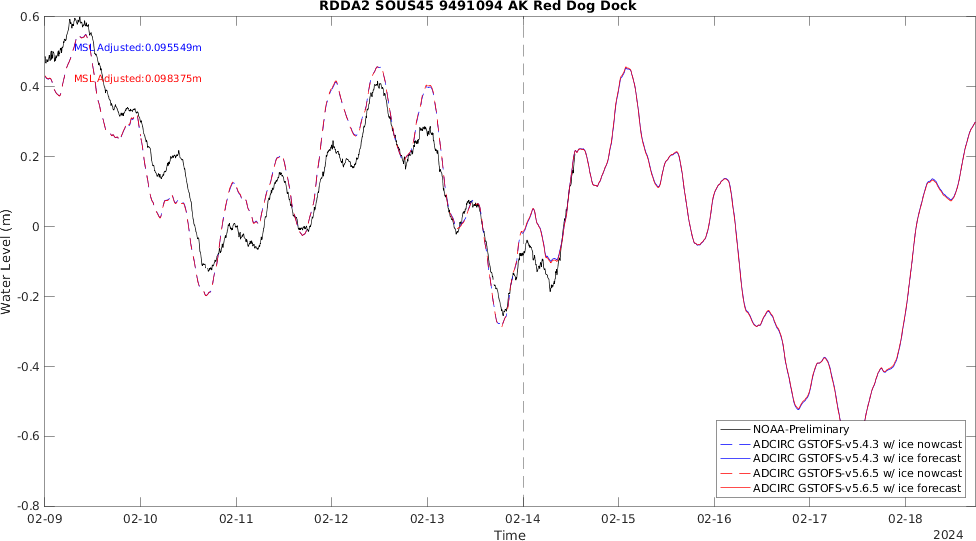 RDDA2 SOUS45 9491094 AK Red Dog Dock
0.6
0.4
0.2
0
-0.2
-0.4
-0.6
-0.8
Water Level (m)
MSL Adjusted:0.095549m
MSL Adjusted:0.098375m
NOAA-Preliminary
ADCIRC GSTOFS-v5.4.3 w/ ice nowcast
ADCIRC GSTOFS-v5.4.3 w/ ice forecast
ADCIRC GSTOFS-v5.6.5 w/ ice nowcast
ADCIRC GSTOFS-v5.6.5 w/ ice forecast
02-09 02-10 02-11 02-12 02-13 02-14 02-15 02-16 02-17 02-18
Time
2024